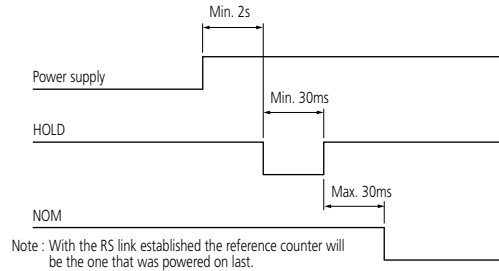 Min. 2s
Power supply
Min. 30ms
HOLD
Max. 30ms
NOM
Note : With the RS link established the reference counter will
be the one that was powered on last.